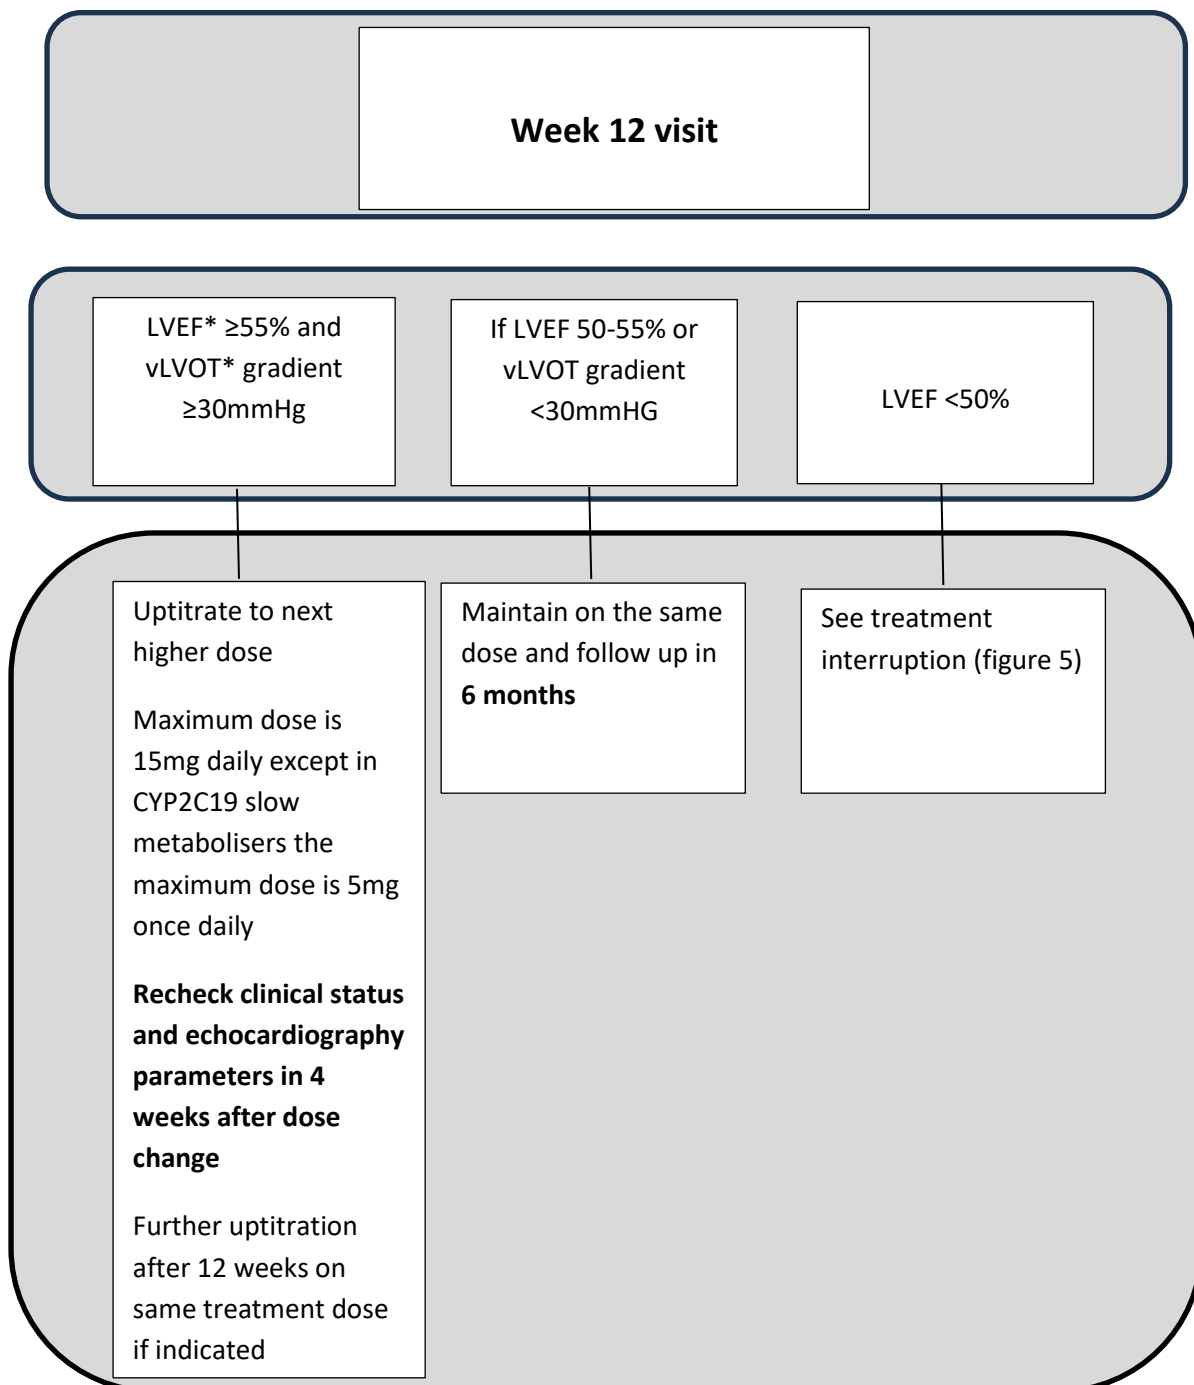 Week 12 visit
LVEF* ≥55% and
vLVOT* gradient
≥30mmHg
If LVEF 50-55% or
vLVOT gradient
<30mmHG
LVEF <50%
Uptitrate to next
higher dose
Maximum dose is
15mg daily except in
CYP2C19 slow
metabolisers the
maximum dose is 5mg
once daily
Recheck clinical status
and echocardiography
parameters in 4
weeks after dose
change
Further uptitration
after 12 weeks on
same treatment dose
if indicated
Maintain on the same
dose and follow up in
6 months
See treatment
interruption (figure 5)